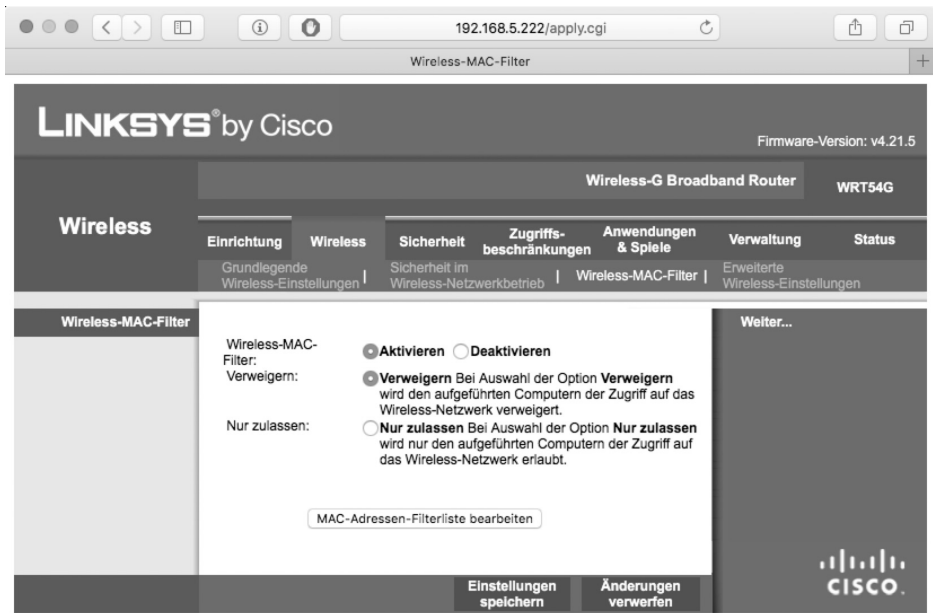 192.168.5.222/apply.cgi
Wireless-MAC-Filter
LINKSYS® by Cisco
Firmware-Version: v4.21.5
Wireless-G Broadband Router
WRT54G
Wireless
Einrichtung
Wireless
Sicherheit
Zugriffs-
beschränkungen
Anwendungen
& Spiele
Verwaltung
Status
Grundlegende
Wireless-Einstellungen |
Sicherheit im
Wireless-Netzwerkbetrieb |
Wireless-MAC-Filter |
Erweiterte
Wireless-Einstellungen
Wireless-MAC-Filter
Weiter...
Wireless-MAC-
Filter:
Aktivieren Deaktivieren
Verweigern:
Verweigern Bei Auswahl der Option Verweigern
wird den aufgeführten Computern der Zugriff auf das
Wireless-Netzwerk verweigert.
Nur zulassen:
Nur zulassen Bei Auswahl der Option Nur zulassen
wird nur den aufgeführten Computern der Zugriff auf
das Wireless-Netzwerk erlaubt.
MAC-Adressen-Filterliste bearbeiten
Einstellungen
speichern
Änderungen
verwerfen
CISCO.